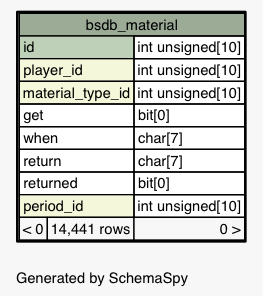 bsdb_material
id int unsigned[10]
player_id int unsigned[10]
material_type_id int unsigned[10]
get bit[0]
when char[7]
return char[7]
returned bit[0]
period_id int unsigned[10]
< 0 14,441 rows 0 >
Generated by SchemaSpy